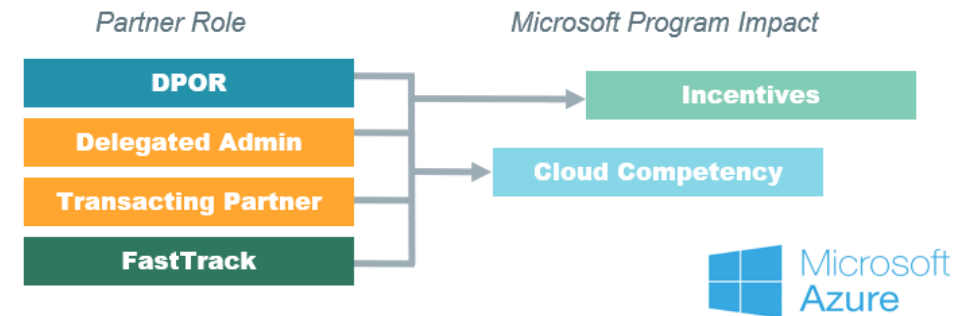 Partner Role
Microsoft Program Impact
DPOR
Incentives
Delegated Admin
Cloud Competency
Transacting Partner
FastTrack
Microsoft
Azure